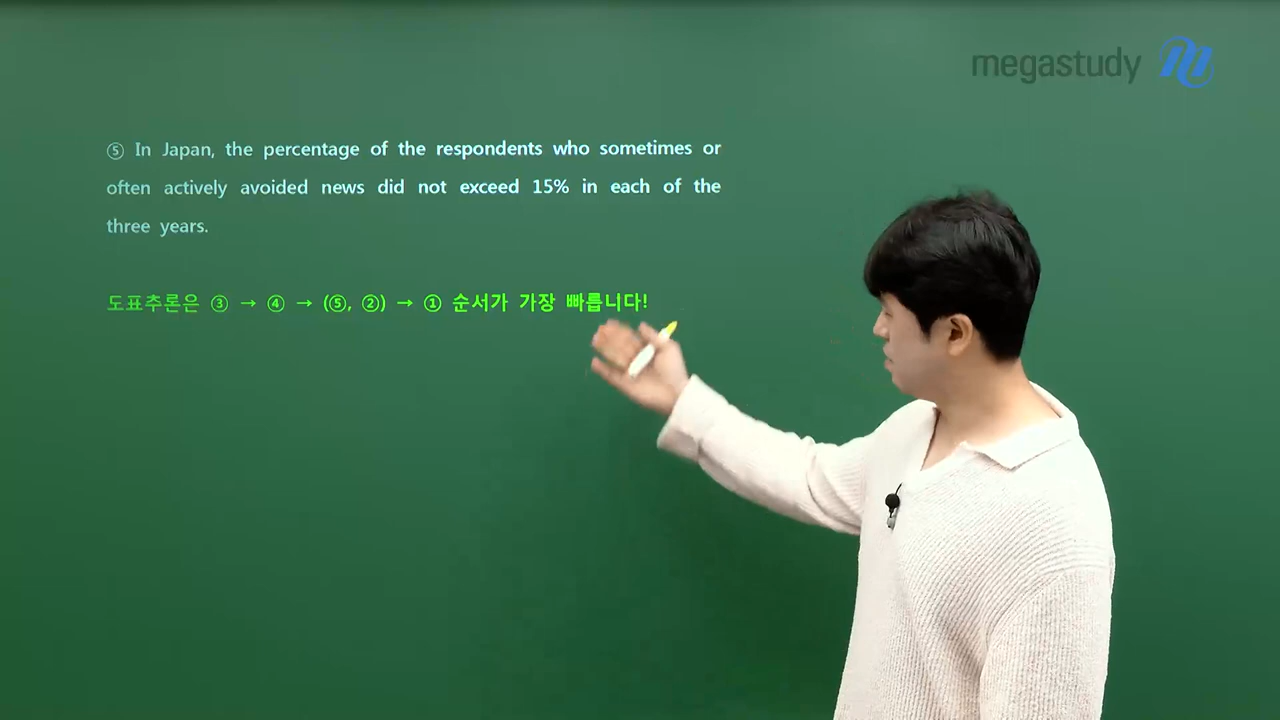 megastudy
⑤ In Japan, the percentage of the respondents who sometimes or
often actively avoided news did not exceed 15% in each of the
three years.
도표추론은 ③ → ④ → (⑤, ②) → ① 순서가 가장 빠릅니다!